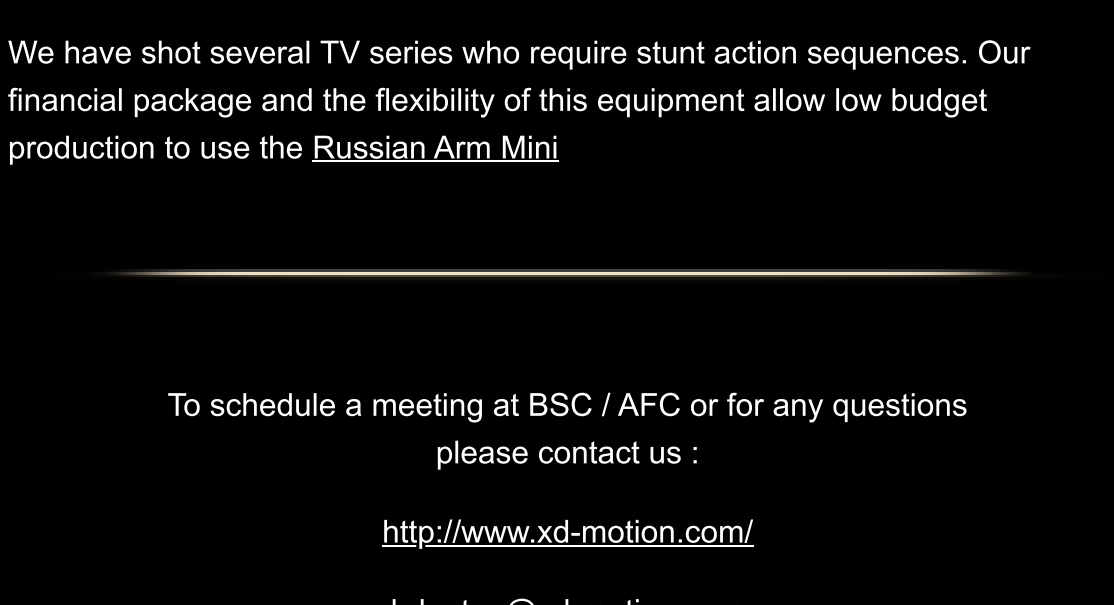 We have shot several TV series who require stunt action sequences. Our
financial package and the flexibility of this equipment allow low budget
production to use the Russian Arm Mini
To schedule a meeting at BSC / AFC or for any questions
please contact us :
http://www.xd-motion.com/